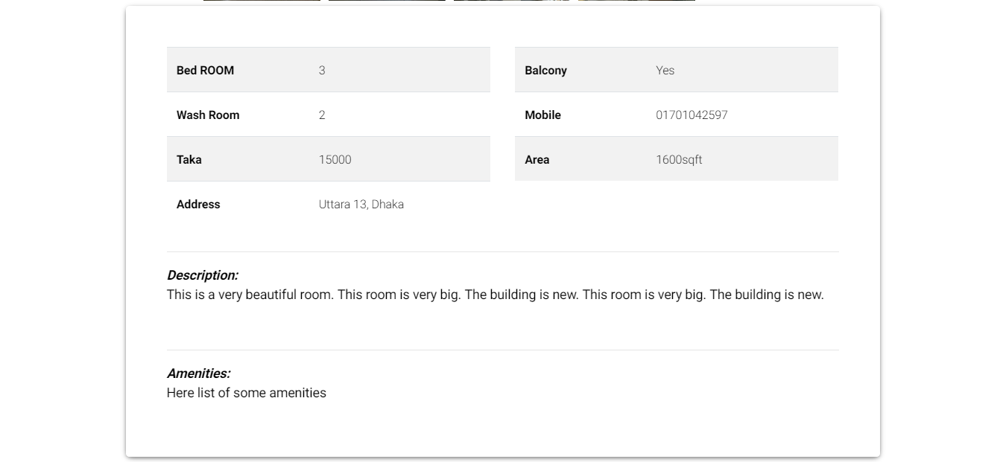 Bed ROOM 3
Wash Room 2
Taka 15000
Address Uttara 13, Dhaka
Balcony Yes
Mobile 01701042597
Area 1600sqft
Description:
This is a very beautiful room. This room is very big. The building is new. This room is very big. The building is new.
Amenities:
Here list of some amenities